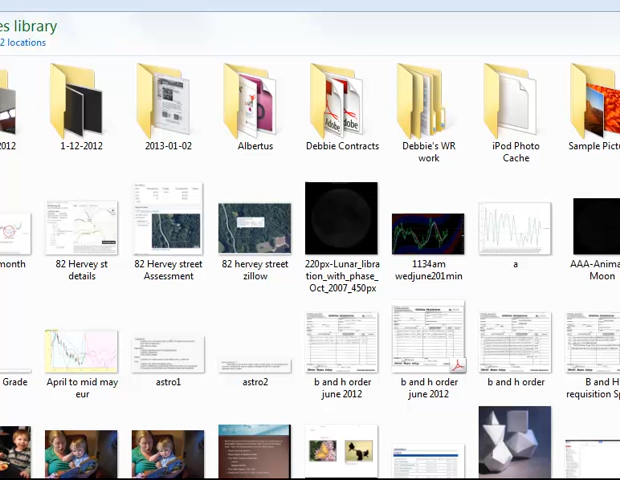 es library
2 locations
2012
1-12-2012
2013-01-02
Albertus
Debbie Contracts
Debbie's WR
work
iPod Photo
Cache
Sample Pictu
month
82 Hervey st
details
82 Hervey street
Assessment
82 hervey street
zillow
220px-Lunar_libra
tion_with_phase_
Oct_2007_450px
1134am
wedjune201min
a
AAA-Anima
Moon
Grade
April to mid may
eur
astro1
astro2
b and h order
june 2012
b and h order
june 2012
b and h order
B and H
requisition Sp